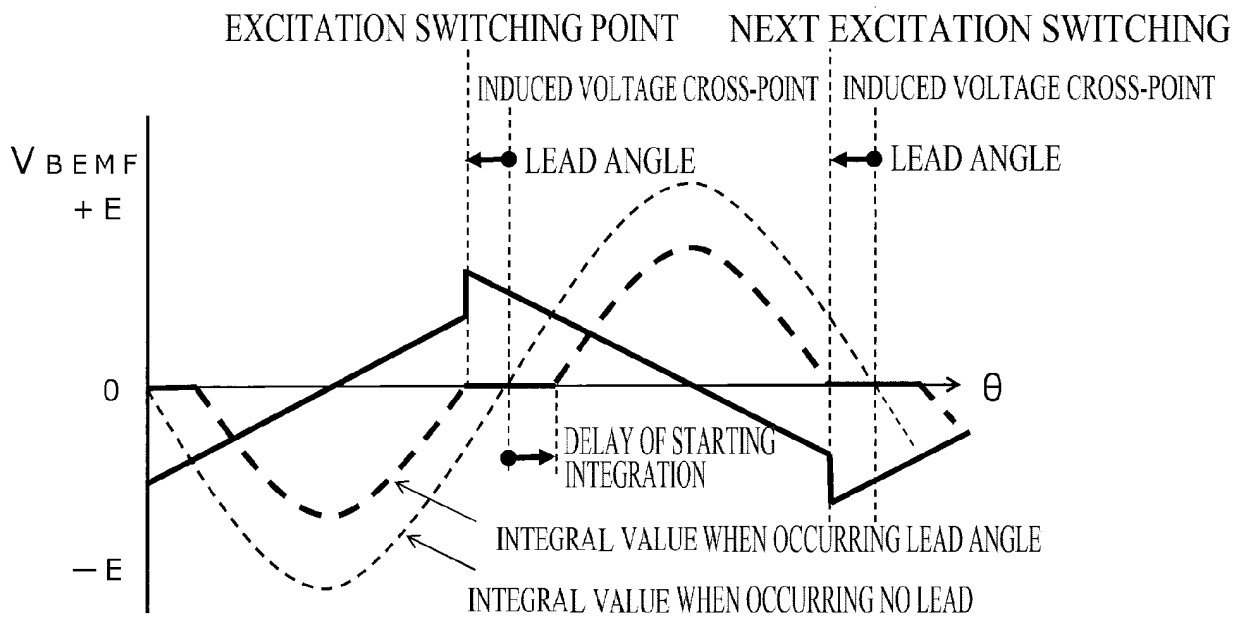 EXCITATION SWITCHING POINT
NEXT EXCITATION SWITCHING
INDUCED VOLTAGE CROSS-POINT
INDUCED VOLTAGE CROSS-POINT
LEAD ANGLE
LEAD ANGLE
VBEMF
+E
0
θ
DELAY OF STARTING
INTEGRATION
INTEGRAL VALUE WHEN OCCURRING LEAD ANGLE
−E
INTEGRAL VALUE WHEN OCCURRING NO LEAD